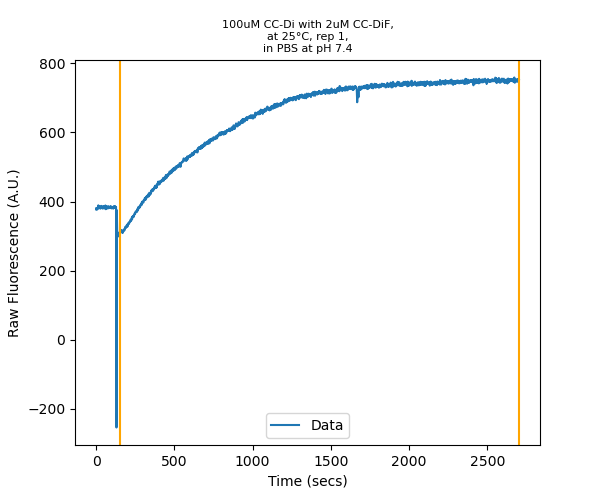 100uM CC-Di with 2uM CC-DiF,
at 25°C, rep 1,
in PBS at pH 7.4
800
600
400
200
0
−200
Raw Fluorescence (A.U.)
Data
0
500
1000
1500
2000
2500
Time (secs)